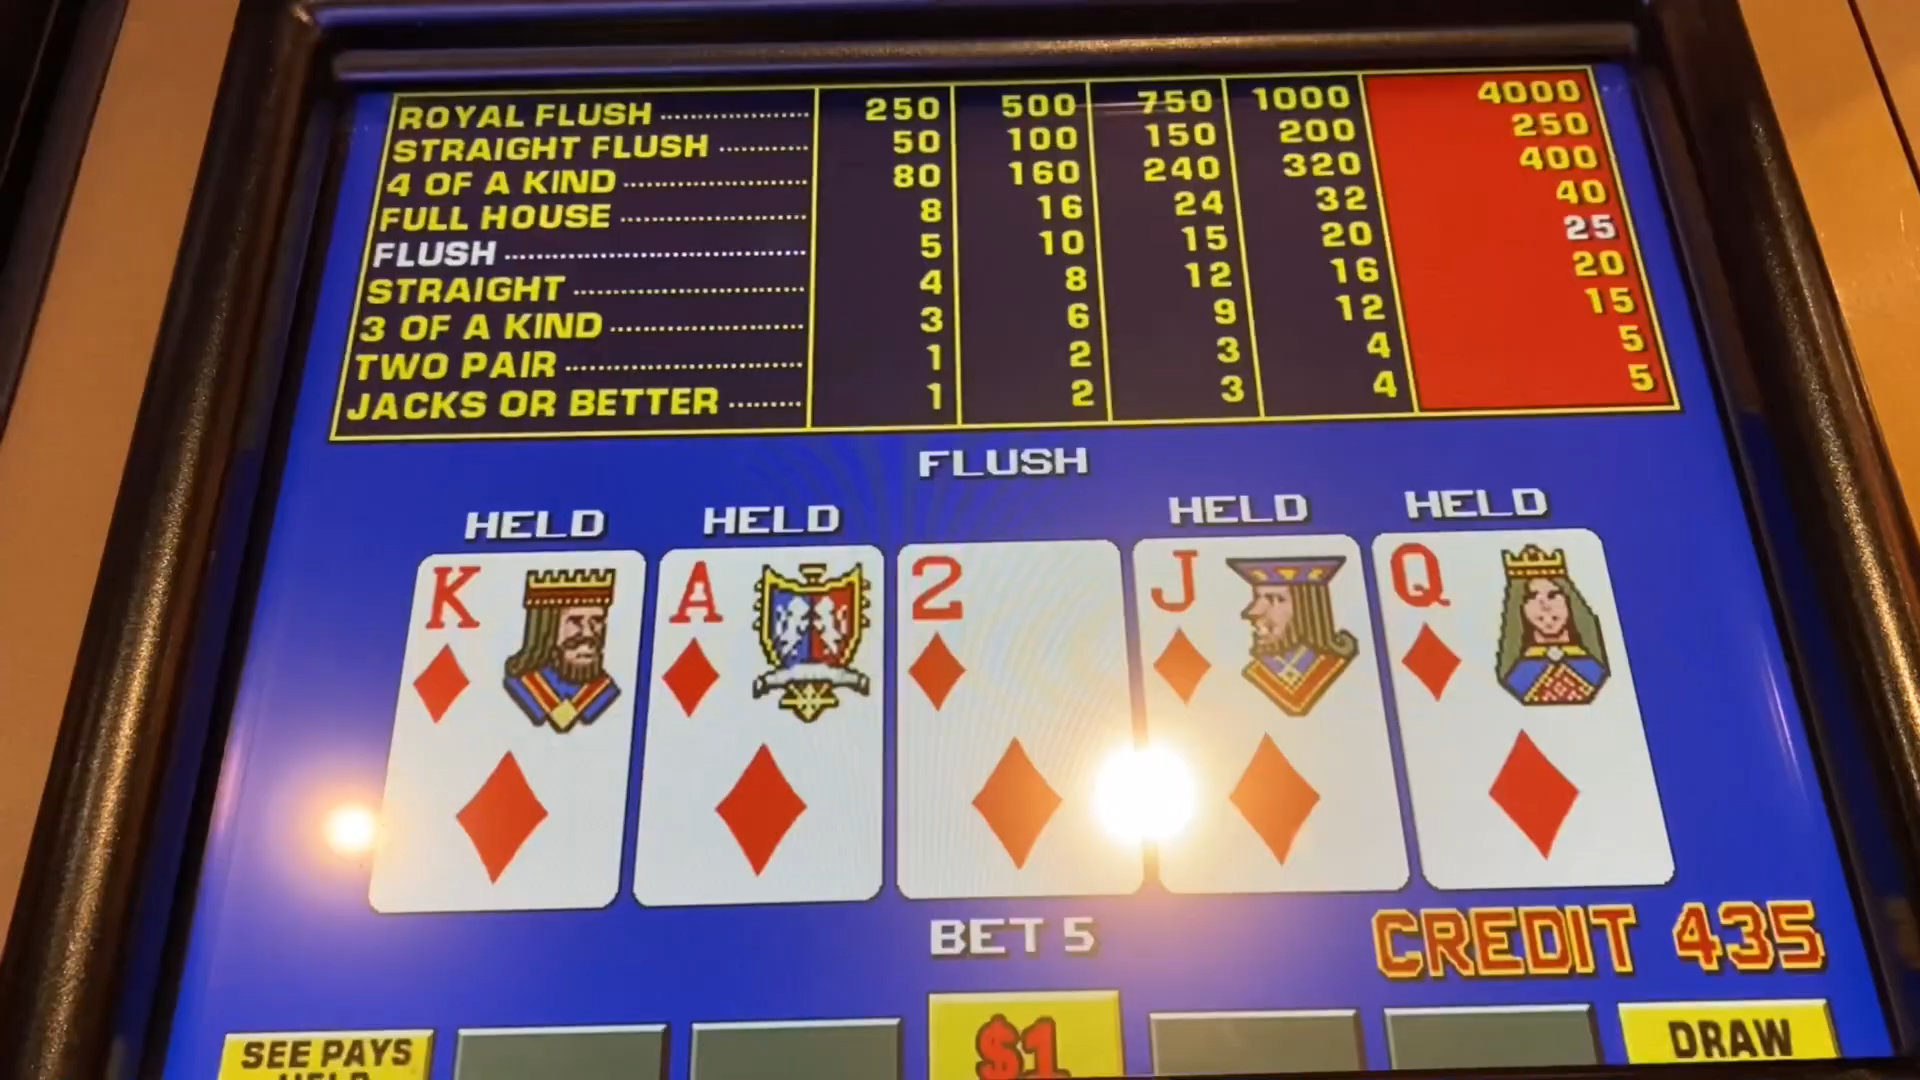 ROYAL FLUSH .................. 250 500 750 1000 4000
STRAIGHT FLUSH ........... 50 100 150 200 250
4 OF A KIND ....................... 80 160 240 320 400
FULL HOUSE ....................... 8 16 24 32 40
FLUSH ..................................... 5 10 15 20 25
STRAIGHT ............................. 4 8 12 16 20
3 OF A KIND ........................ 3 6 9 12 15
TWO PAIR ............................. 1 2 3 4 5
JACKS OR BETTER ......... 1 2 3 4 5
FLUSH
HELD HELD HELD HELD
K A 2 J Q
BET 5 CREDIT 435
SEE PAYS $1 DRAW
HELP